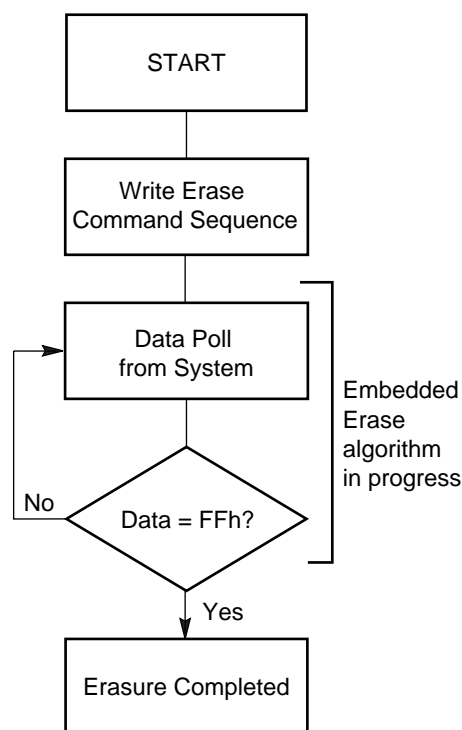 START
Write Erase
Command Sequence
Data Poll
from System
Embedded
Erase
algorithm
in progress
No
Data = FFh?
Yes
Erasure Completed